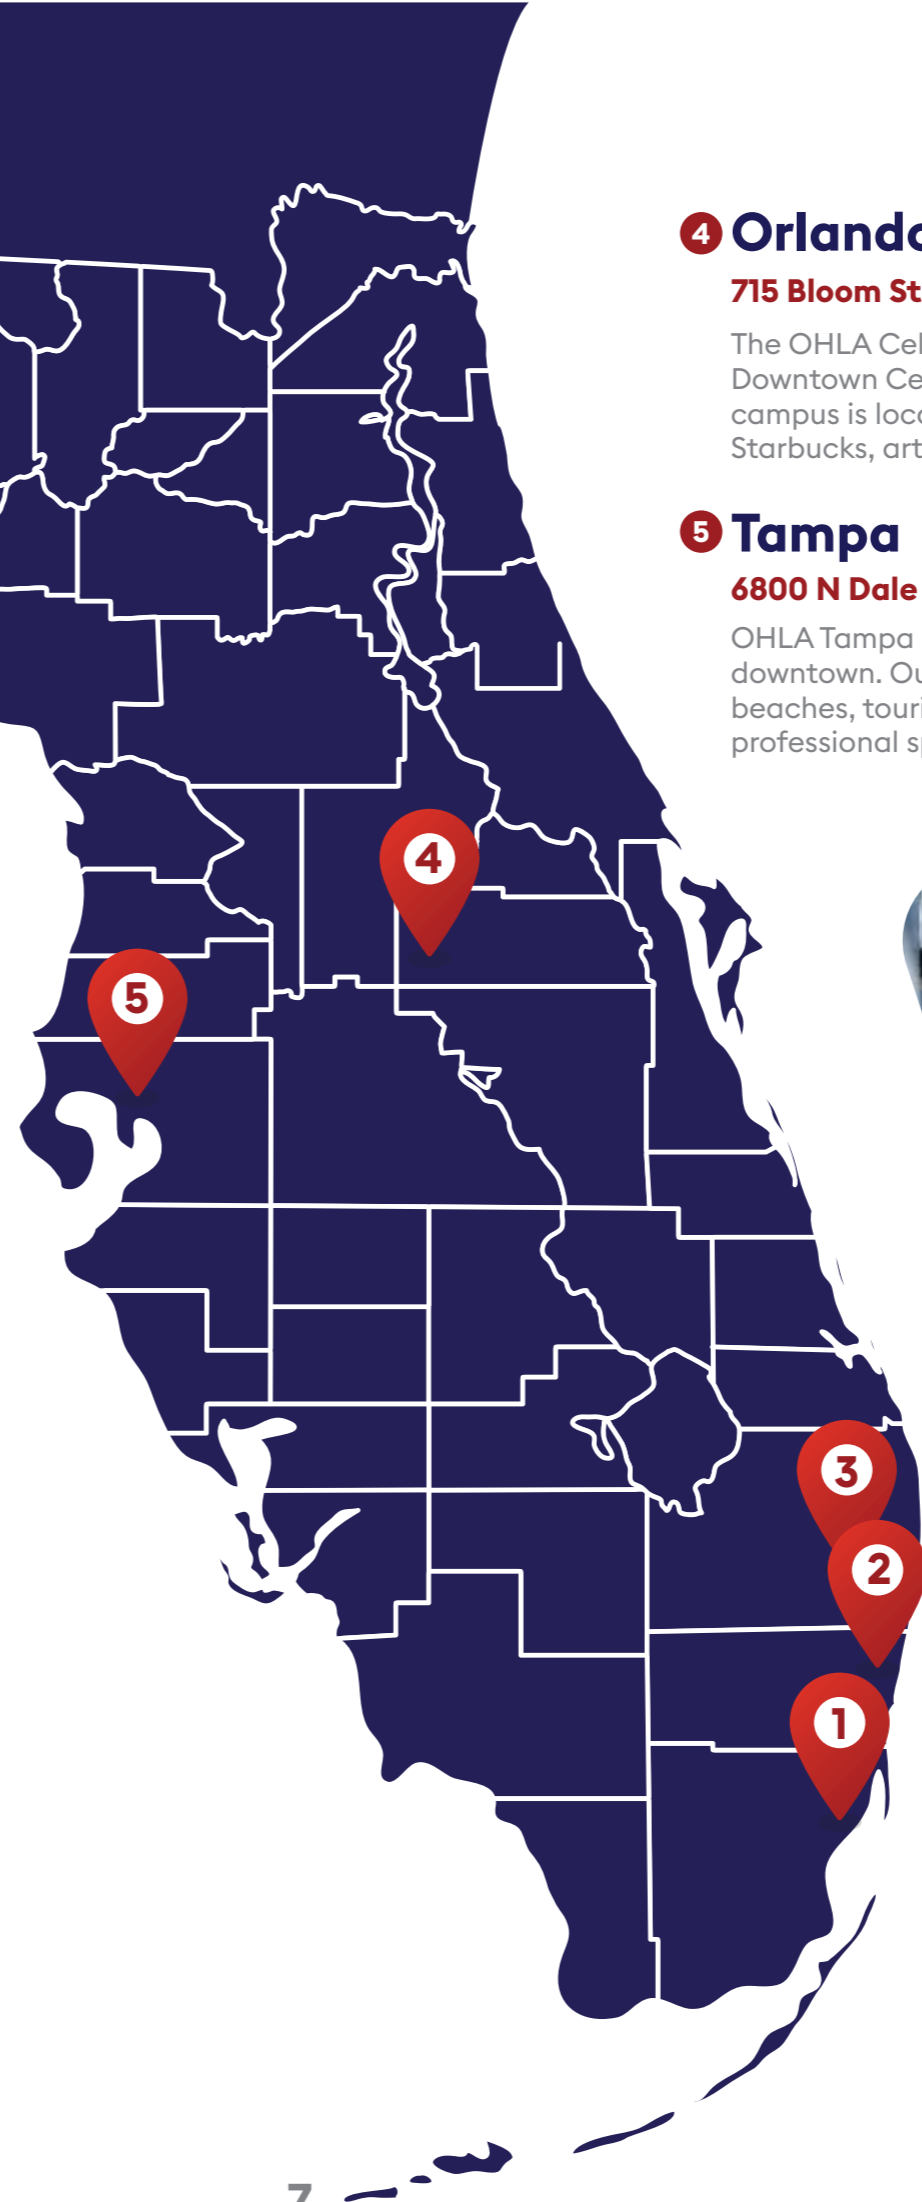 4 Orlando
715 Bloom St
The OHLA Cel
Downtown Ce
campus is loca
Starbucks, art
5 Tampa
6800 N Dale
OHLA Tampa
downtown. Ou
beaches, touri
professional sp
4
5
3
2
1
7